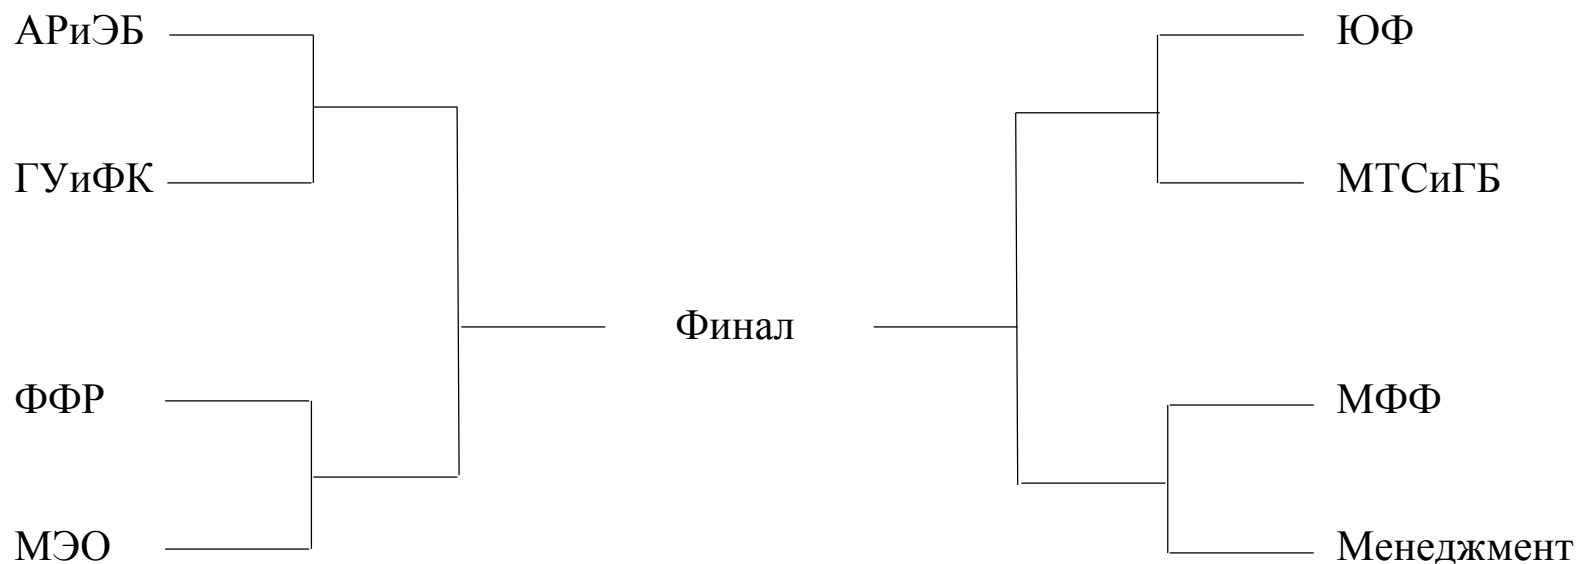 АРиЭБ
ЮФ
ГУиФК
МТСиГБ
Финал
ФФР
МФФ
МЭО
Менеджмент